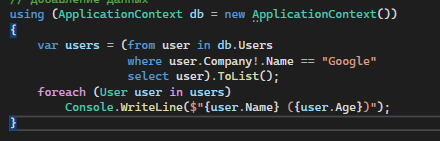 // добавление данных
using (ApplicationContext db = new ApplicationContext())
{
    var users = (from user in db.Users
                 where user.Company!.Name == "Google"
                 select user).ToList();
    foreach (User user in users)
        Console.WriteLine($"{user.Name} ({user.Age})");
}